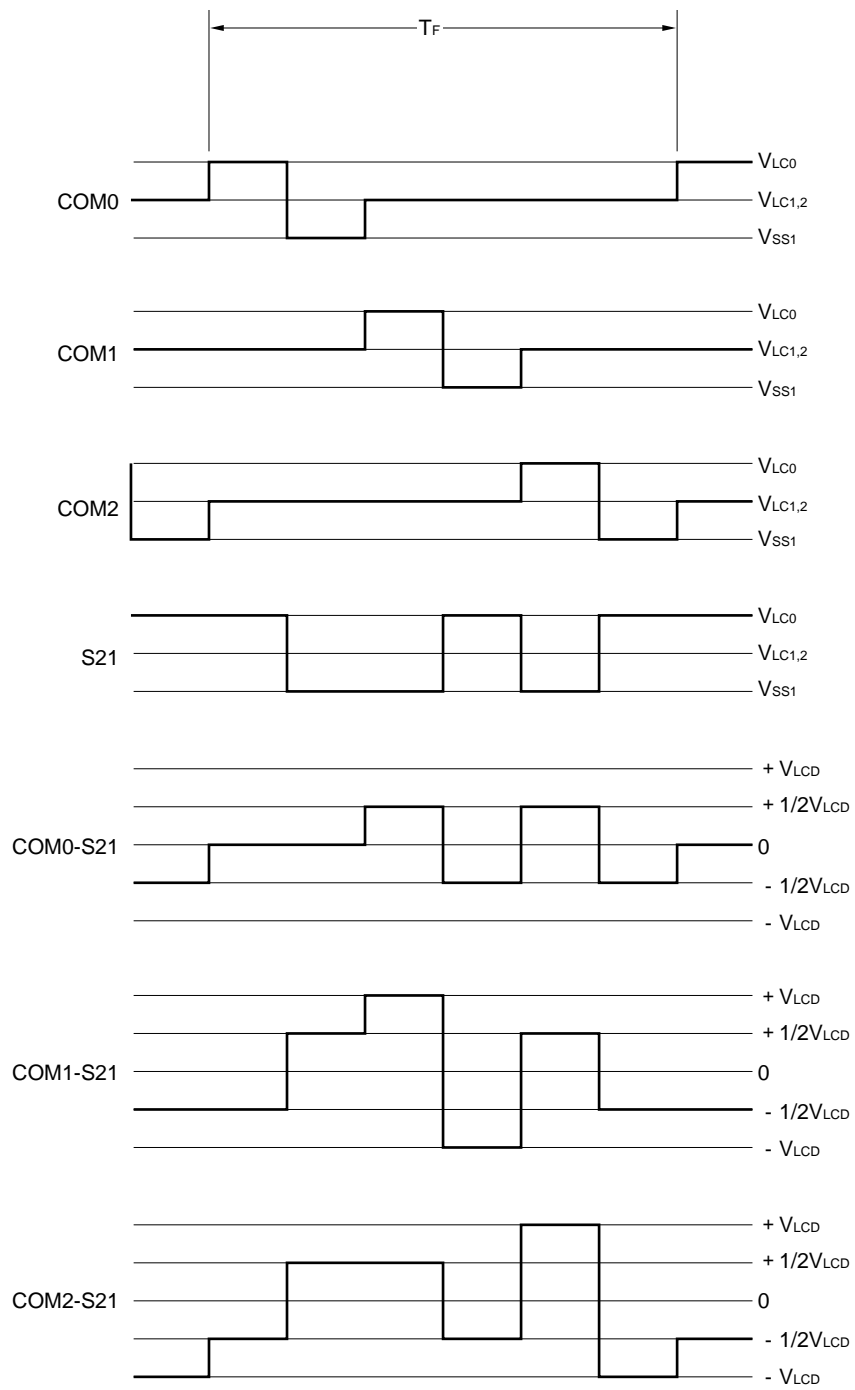 TF
COM0
VLC0
VLC1,2
VSS1
COM1
VLC0
VLC1,2
VSS1
COM2
VLC0
VLC1,2
VSS1
S21
VLC0
VLC1,2
VSS1
COM0-S21
+ VLCD
+ 1/2VLCD
0
- 1/2VLCD
- VLCD
COM1-S21
+ VLCD
+ 1/2VLCD
0
- 1/2VLCD
- VLCD
COM2-S21
+ VLCD
+ 1/2VLCD
0
- 1/2VLCD
- VLCD